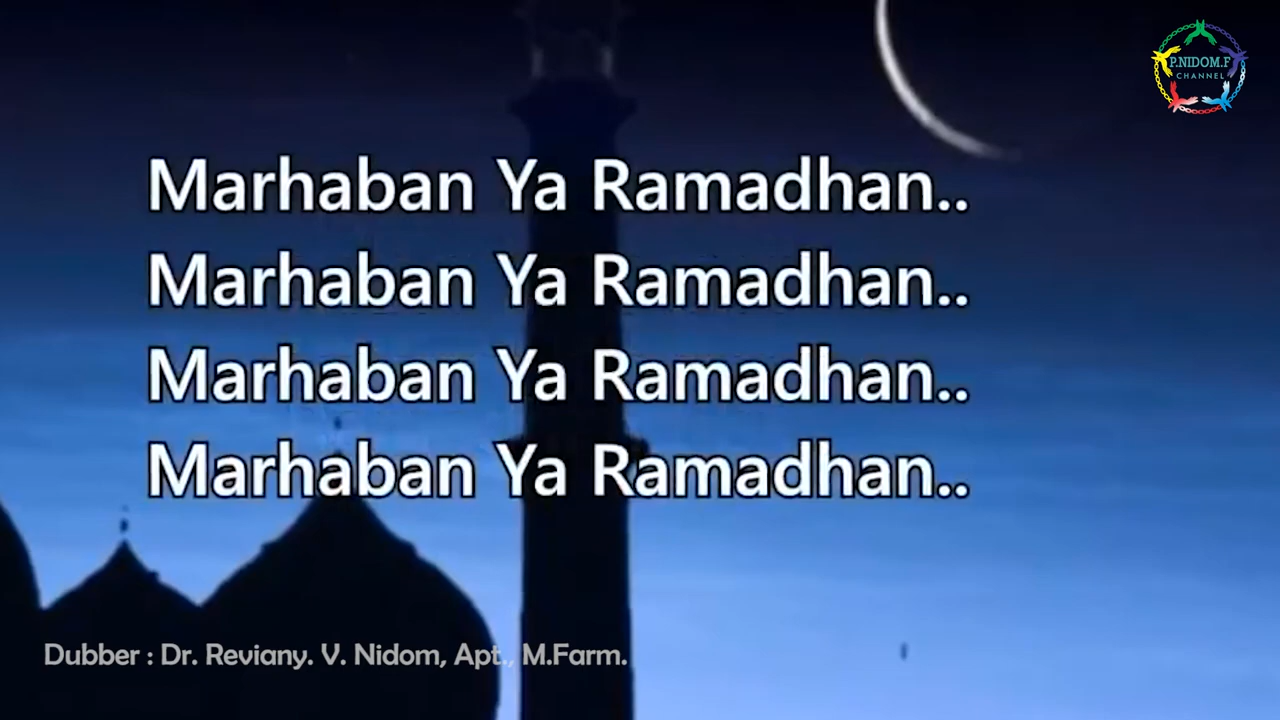 P.NIDOM.F
CHANNEL
Marhaban Ya Ramadhan..
Marhaban Ya Ramadhan..
Marhaban Ya Ramadhan..
Marhaban Ya Ramadhan..
Dubber : Dr. Reviany. V. Nidom, Apt., M.Farm.